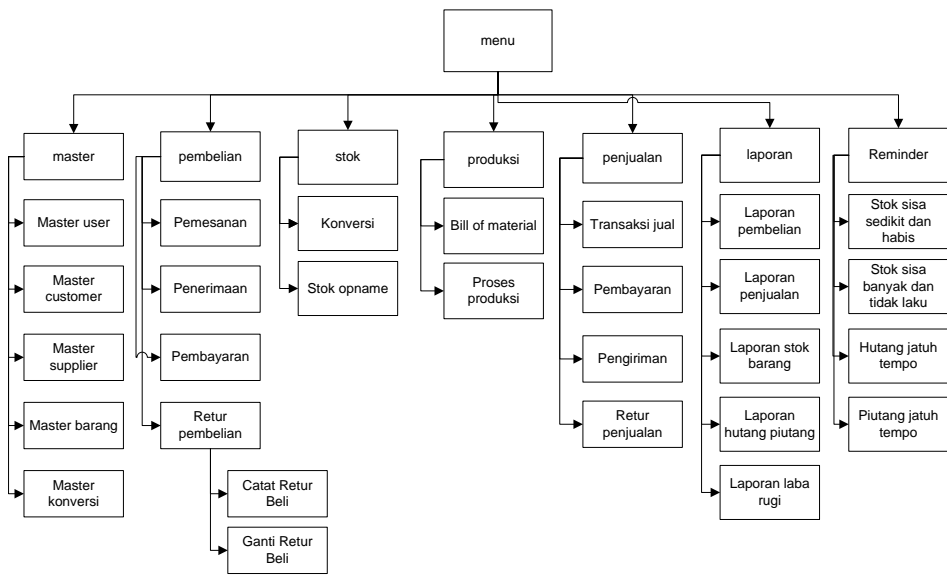 menu
master
pembelian
stok
produksi
penjualan
laporan
Reminder
Master user
Master
customer
Master
supplier
Master barang
Master
konversi
Pemesanan
Penerimaan
Pembayaran
Retur
pembelian
Catat Retur
Beli
Ganti Retur
Beli
Konversi
Stok opname
Bill of material
Proses
produksi
Transaksi jual
Pembayaran
Pengiriman
Retur
penjualan
Laporan
pembelian
Laporan
penjualan
Laporan stok
barang
Laporan
hutang piutang
Laporan laba
rugi
Stok sisa
sedikit dan
habis
Stok sisa
banyak dan
tidak laku
Hutang jatuh
tempo
Piutang jatuh
tempo